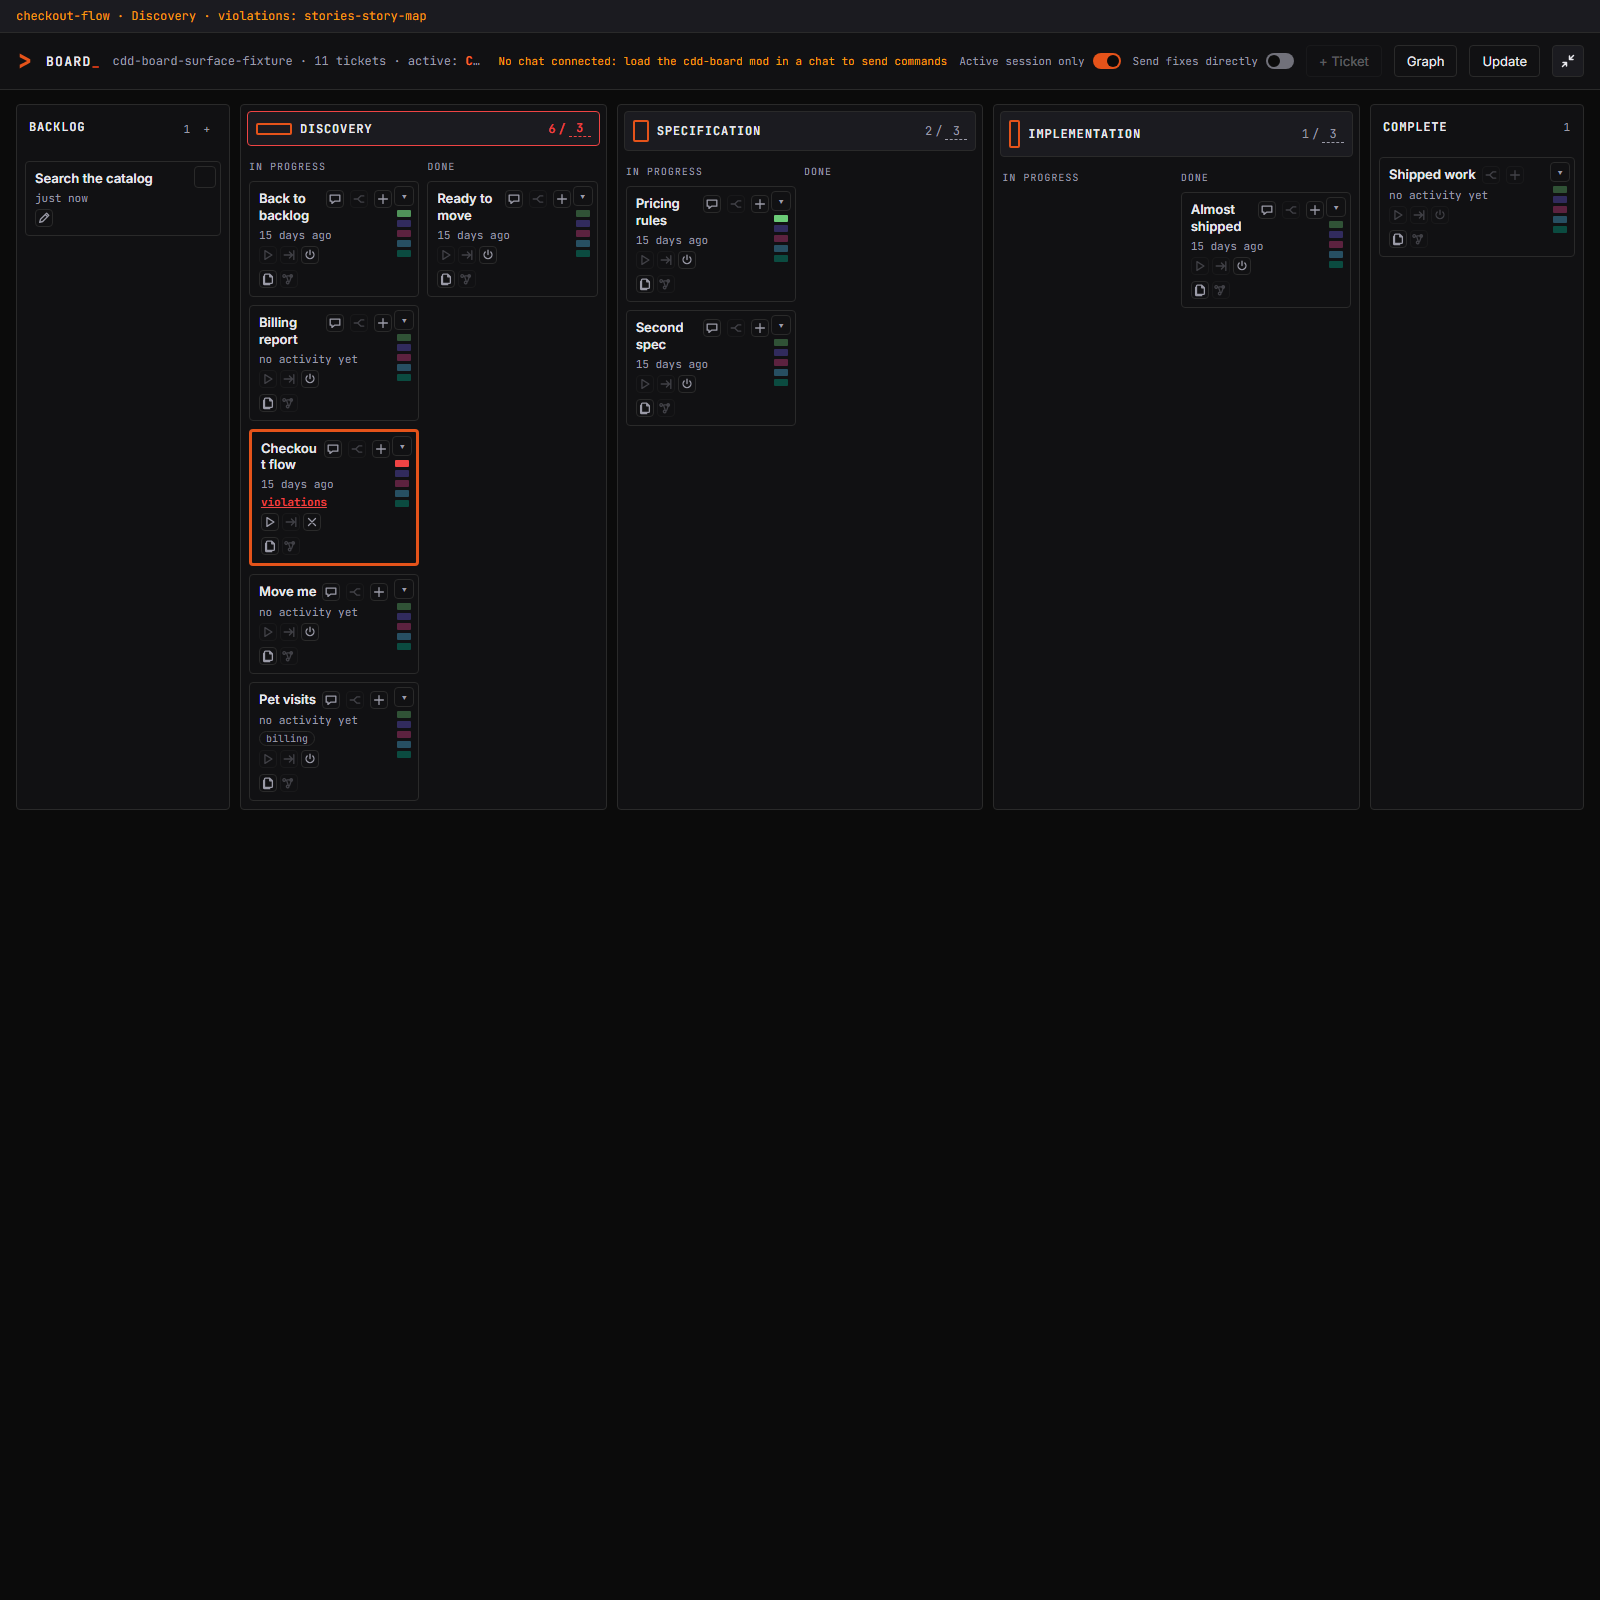 checkout-flow · Discovery · violations: stories-story-map
> BOARD_ cdd-board-surface-fixture · 11 tickets · active: C… No chat connected: load the cdd-board mod in a chat to send commands Active session only Send fixes directly + Ticket Graph Update
BACKLOG 1 +
Search the catalog
just now
DISCOVERY 6 / 3
IN PROGRESS
Back to
backlog
15 days ago
Billing
report
no activity yet
Checkou
t flow
15 days ago
violations
Move me
no activity yet
Pet visits
no activity yet
billing
DONE
Ready to
move
15 days ago
SPECIFICATION 2 / 3
IN PROGRESS
Pricing
rules
15 days ago
Second
spec
15 days ago
DONE
IMPLEMENTATION 1 / 3
IN PROGRESS
DONE
Almost
shipped
15 days ago
COMPLETE 1
Shipped work
no activity yet